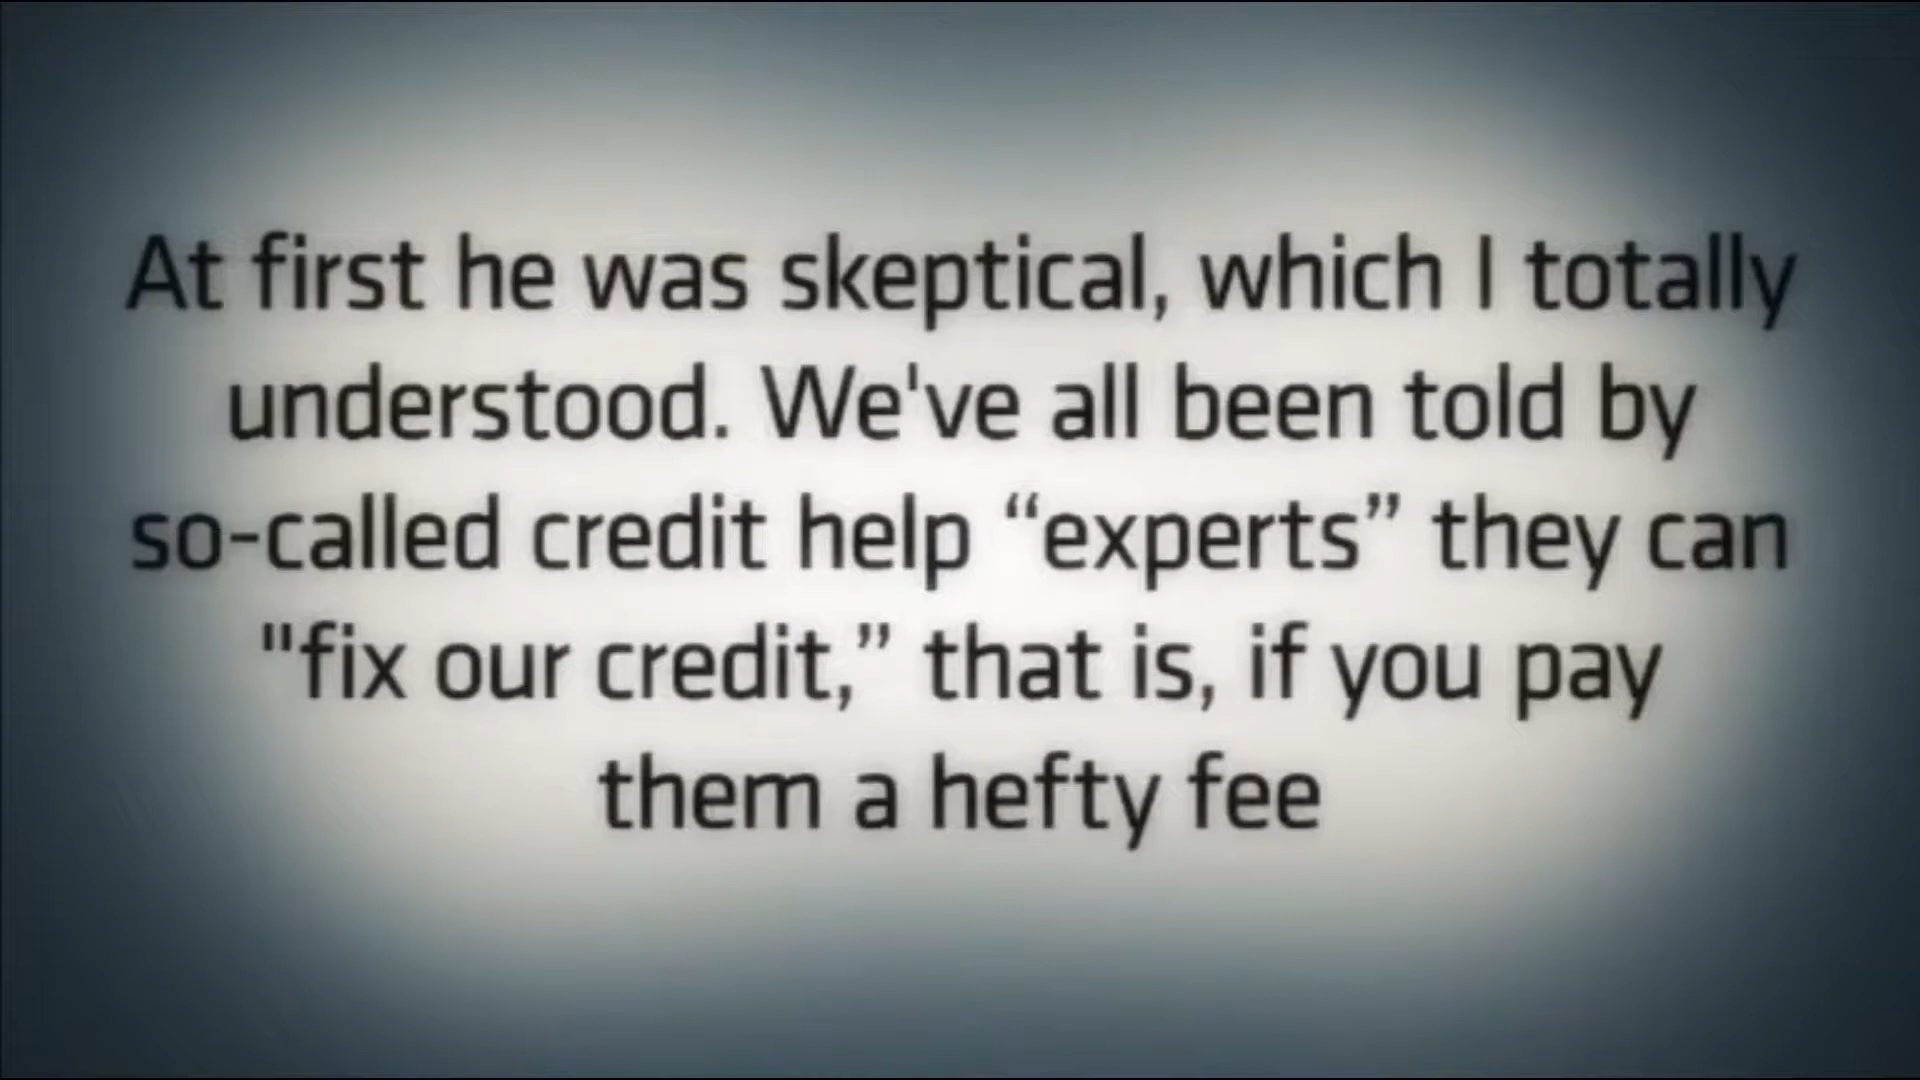 At first he was skeptical, which I totally
understood. We've all been told by
so-called credit help “experts” they can
"fix our credit,” that is, if you pay
them a hefty fee